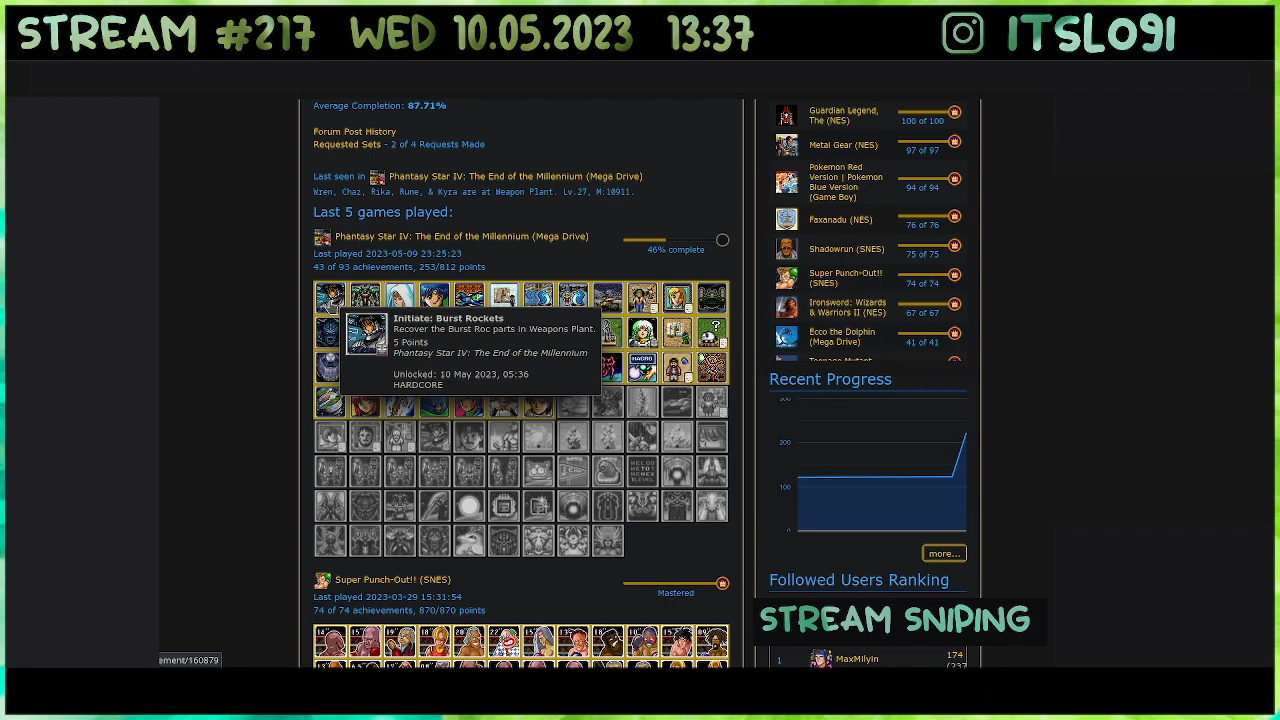 STREAM #217 WED 10.05.2023 13:37
ITSLO9I
Average Completion: 87.71%
Forum Post History
Requested Sets - 2 of 4 Requests Made
Last seen in Phantasy Star IV: The End of the Millennium (Mega Drive)
Wren, Chaz, Rika, Rune, & Kyra are at Weapon Plant. Lv.27, M:10911.
Last 5 games played:
Phantasy Star IV: The End of the Millennium (Mega Drive)
Last played 2023-05-09 23:25:23
43 of 93 achievements, 253/812 points
46% complete
Initiate: Burst Rockets
Recover the Burst Roc parts in Weapons Plant.
5 Points
Phantasy Star IV: The End of the Millennium
Unlocked: 10 May 2023, 05:36
HARDCORE
Super Punch-Out!! (SNES)
Last played 2023-03-29 15:31:54
74 of 74 achievements, 870/870 points
Mastered
ement/160879
Guardian Legend,
The (NES)
100 of 100
Metal Gear (NES)
97 of 97
Pokemon Red
Version | Pokemon
Blue Version
(Game Boy)
94 of 94
Faxanadu (NES)
76 of 76
Shadowrun (SNES)
75 of 75
Super Punch-Out!!
(SNES)
74 of 74
Ironsword: Wizards
& Warriors II (NES)
67 of 67
Ecco the Dolphin
(Mega Drive)
41 of 41
Teenage Mutant
Recent Progress
300
200
100
0
more...
Followed Users Ranking
STREAM SNIPING
1 MaxMilyin
174
(237